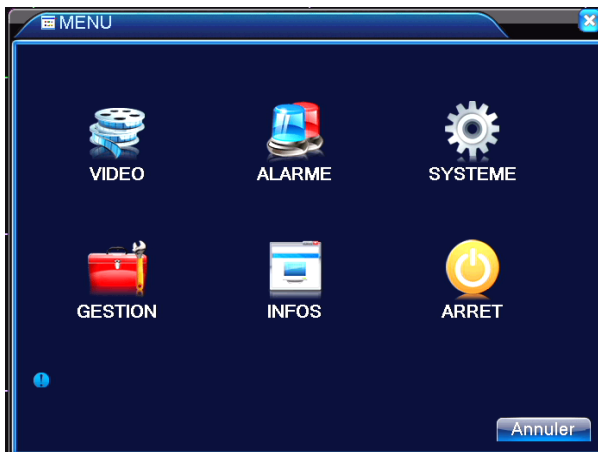 MENU
VIDEO ALARME SYSTEME
GESTION INFOS ARRET
Annuler